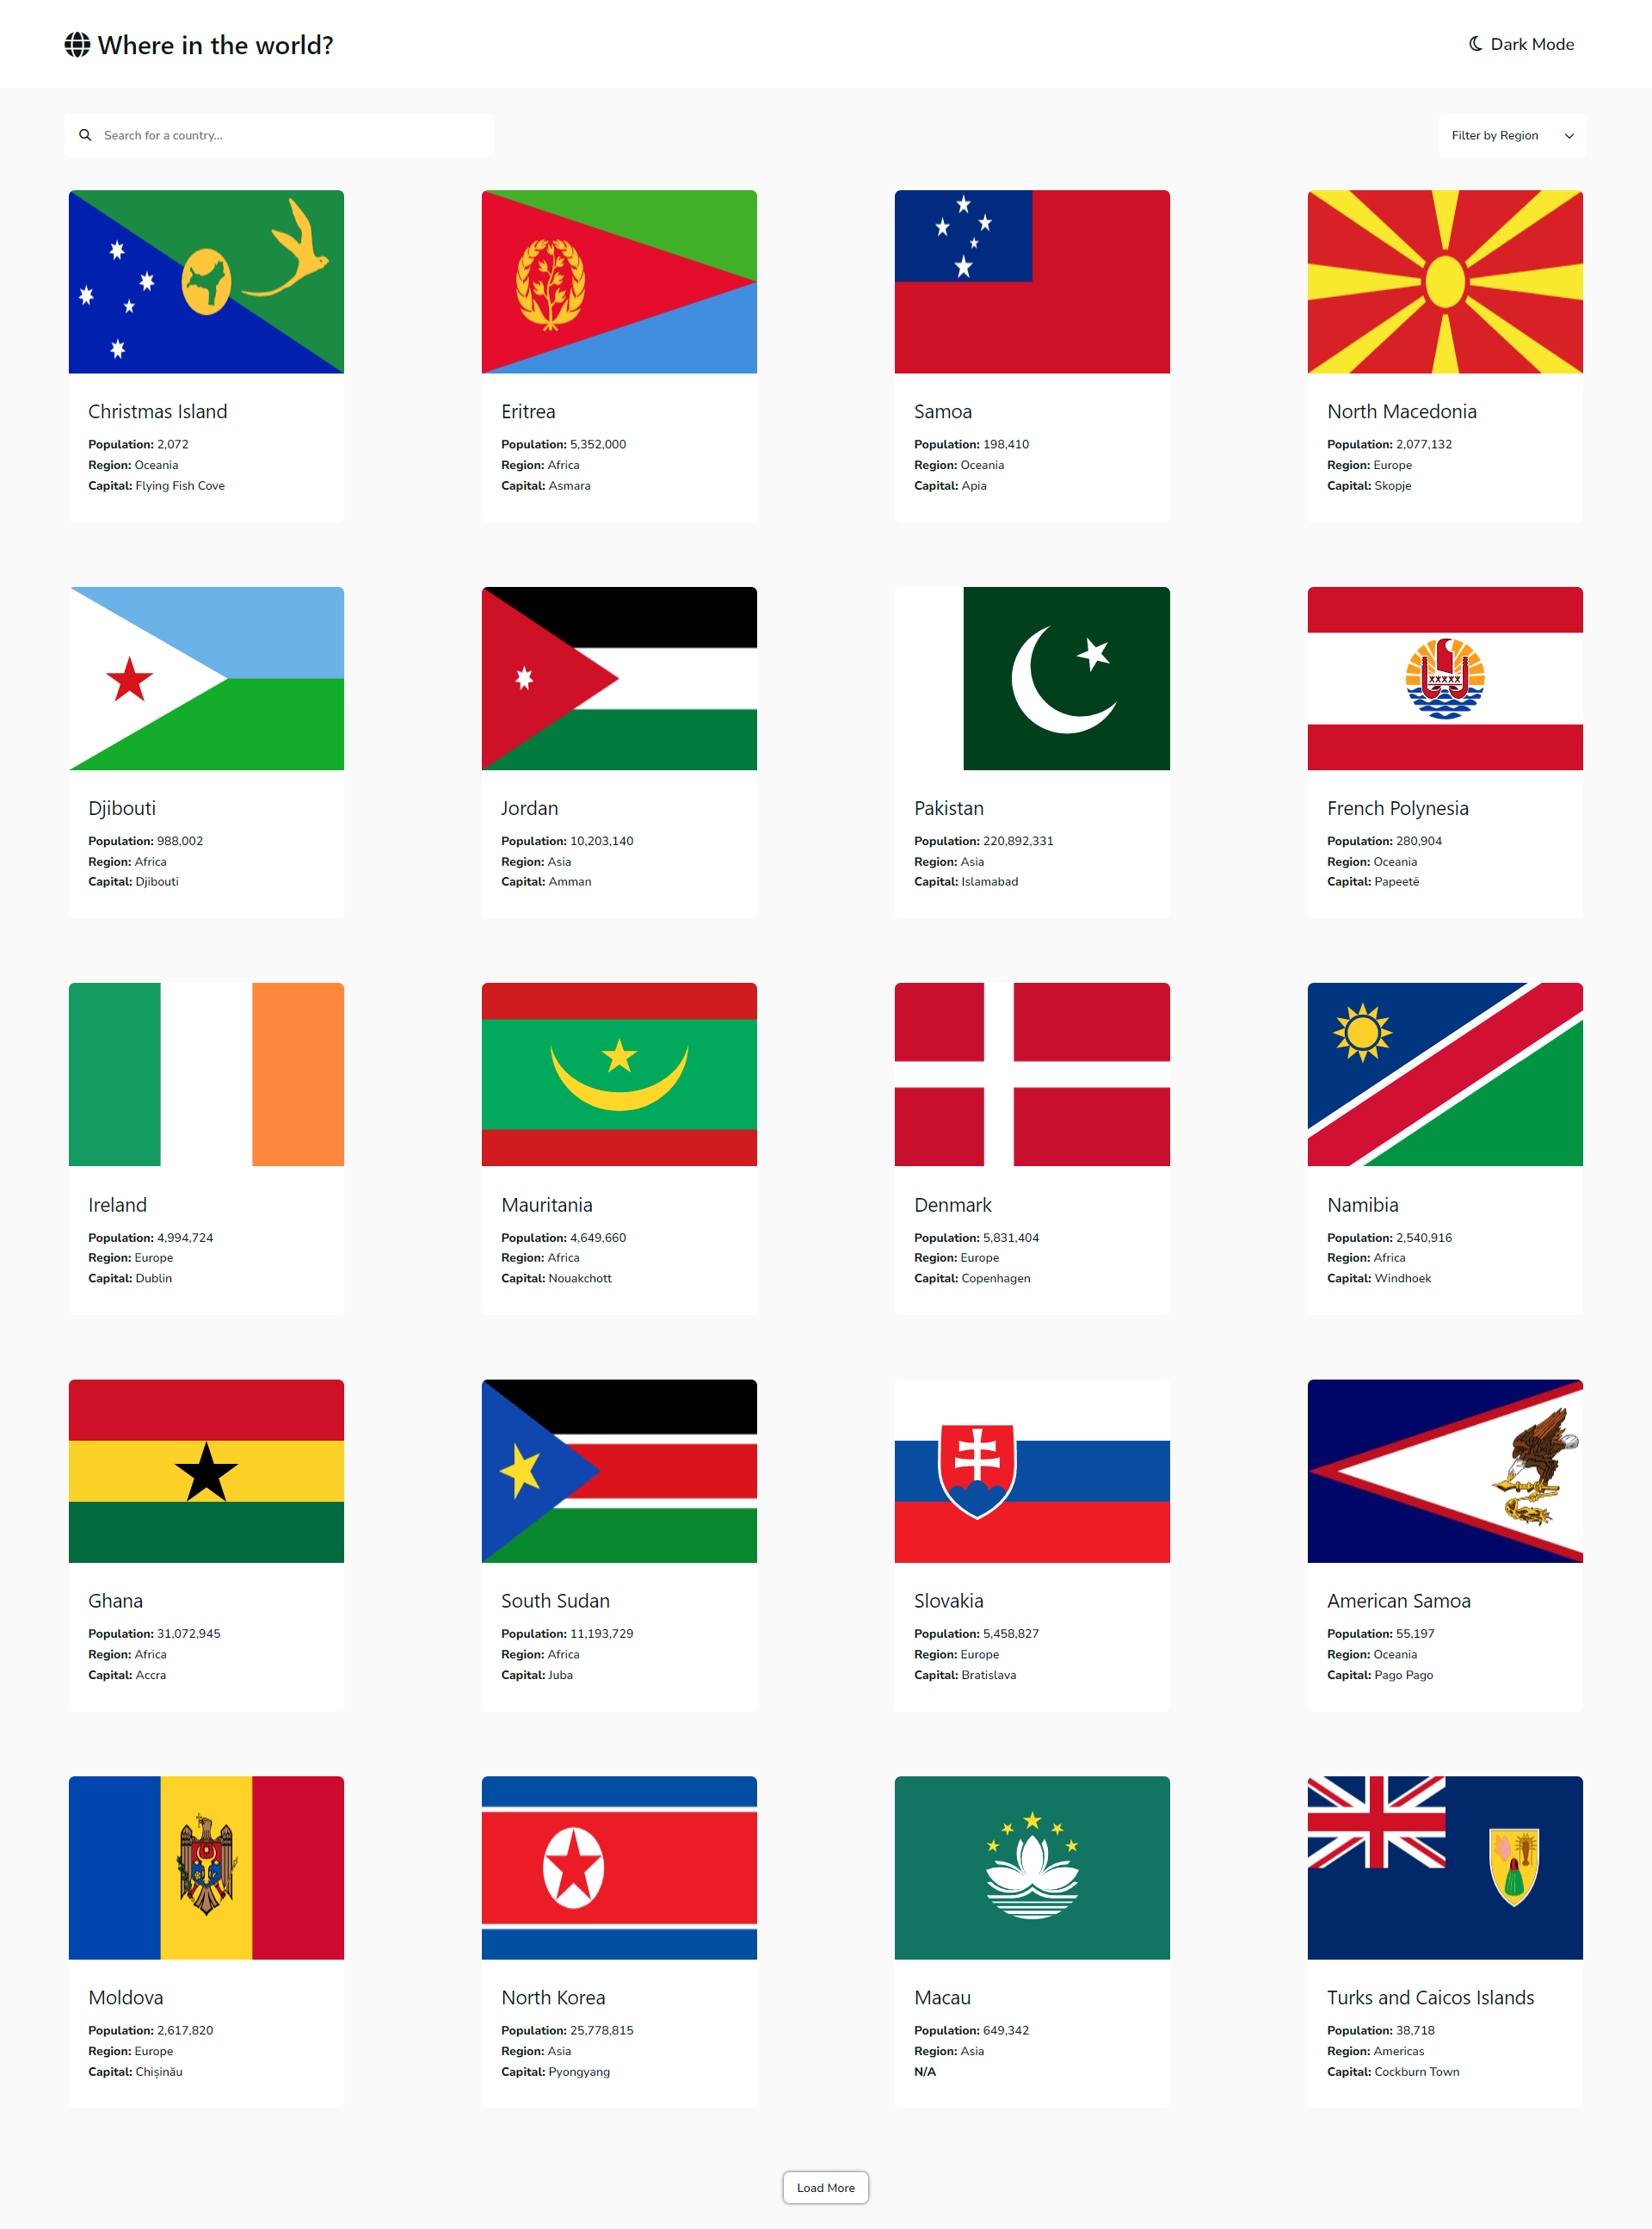 Where in the world?
Dark Mode
Search for a country...
Filter by Region
Christmas Island
Population: 2,072
Region: Oceania
Capital: Flying Fish Cove
Eritrea
Population: 5,352,000
Region: Africa
Capital: Asmara
Samoa
Population: 198,410
Region: Oceania
Capital: Apia
North Macedonia
Population: 2,077,132
Region: Europe
Capital: Skopje
Djibouti
Population: 988,002
Region: Africa
Capital: Djibouti
Jordan
Population: 10,203,140
Region: Asia
Capital: Amman
Pakistan
Population: 220,892,331
Region: Asia
Capital: Islamabad
French Polynesia
Population: 280,904
Region: Oceania
Capital: Papeetē
Ireland
Population: 4,994,724
Region: Europe
Capital: Dublin
Mauritania
Population: 4,649,660
Region: Africa
Capital: Nouakchott
Denmark
Population: 5,831,404
Region: Europe
Capital: Copenhagen
Namibia
Population: 2,540,916
Region: Africa
Capital: Windhoek
Ghana
Population: 31,072,945
Region: Africa
Capital: Accra
South Sudan
Population: 11,193,729
Region: Africa
Capital: Juba
Slovakia
Population: 5,458,827
Region: Europe
Capital: Bratislava
American Samoa
Population: 55,197
Region: Oceania
Capital: Pago Pago
Moldova
Population: 2,617,820
Region: Europe
Capital: Chișinău
North Korea
Population: 25,778,815
Region: Asia
Capital: Pyongyang
Macau
Population: 649,342
Region: Asia
N/A
Turks and Caicos Islands
Population: 38,718
Region: Americas
Capital: Cockburn Town
Load More